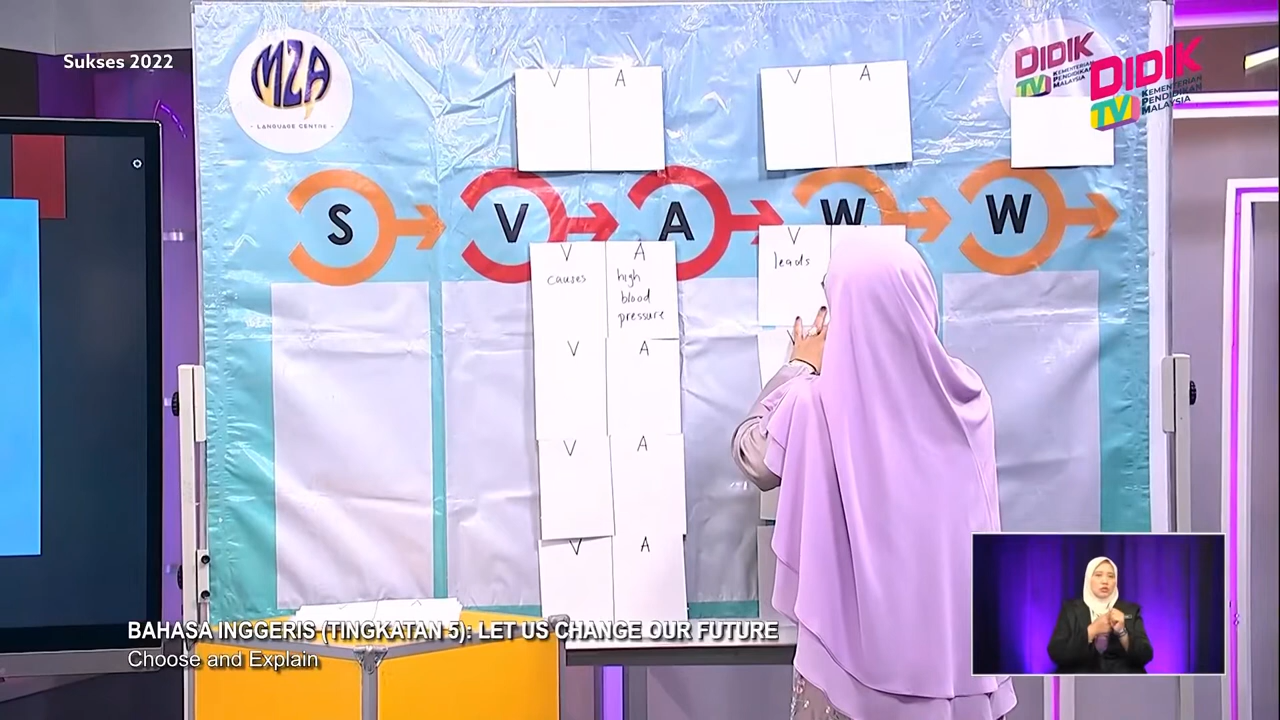 Sukses 2022
MZA
- LANGUAGE CENTRE -
DIDIK
TV
KEMENTERIAN
PENDIDIKAN
MALAYSIA
DIDIK
TV
KEMENTERIAN
PENDIDIKAN
MALAYSIA
V A
V A
S V A W W
V A
causes
high
blood
pressure
V
leads
V A
V A
V A
BAHASA INGGERIS (TINGKATAN 5): LET US CHANGE OUR FUTURE
Choose and Explain